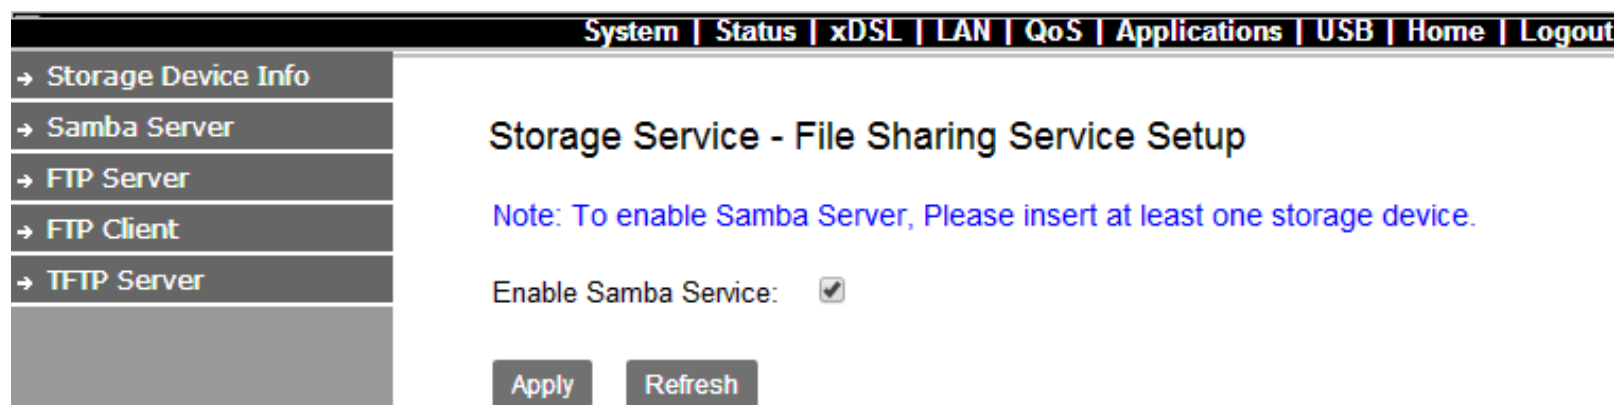 System | Status | xDSL | LAN | QoS | Applications | USB | Home | Logout
Storage Device Info
Samba Server
FTP Server
FTP Client
TFTP Server
Storage Service - File Sharing Service Setup
Note: To enable Samba Server, Please insert at least one storage device.
Enable Samba Service:
Apply Refresh